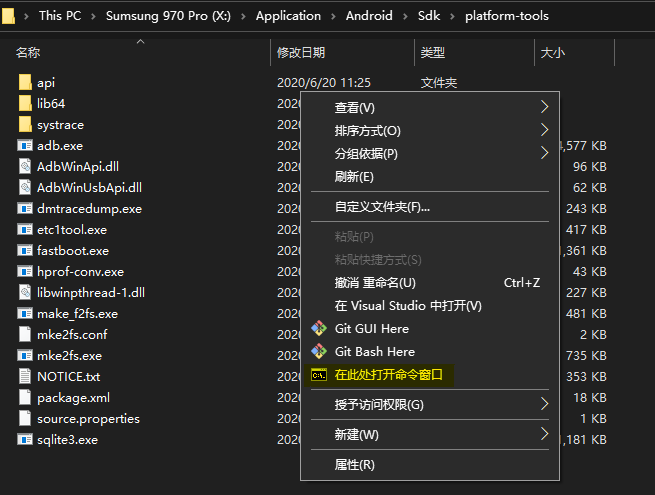 This PC > Sumsung 970 Pro (X:) > Application > Android > Sdk > platform-tools
名称 修改日期 类型 大小
api 2020/6/20 11:25 文件夹
lib64 2020
systrace 2020
adb.exe 2020 4,577 KB
AdbWinApi.dll 2020 96 KB
AdbWinUsbApi.dll 2020 62 KB
dmtracedump.exe 2020 243 KB
etc1tool.exe 2020 417 KB
fastboot.exe 2020 1,361 KB
hprof-conv.exe 2020 43 KB
libwinpthread-1.dll 2020 227 KB
make_f2fs.exe 2020 481 KB
mke2fs.conf 2020 2 KB
mke2fs.exe 2020 735 KB
NOTICE.txt 2020 353 KB
package.xml 2020 18 KB
source.properties 2020 1 KB
sqlite3.exe 2020 1,181 KB
查看(V)
排序方式(O)
分组依据(P)
刷新(E)
自定义文件夹(F)...
粘贴(P)
粘贴快捷方式(S)
撤消 重命名(U) Ctrl+Z
在 Visual Studio 中打开(V)
Git GUI Here
Git Bash Here
C:\. 在此处打开命令窗口
授予访问权限(G)
新建(W)
属性(R)